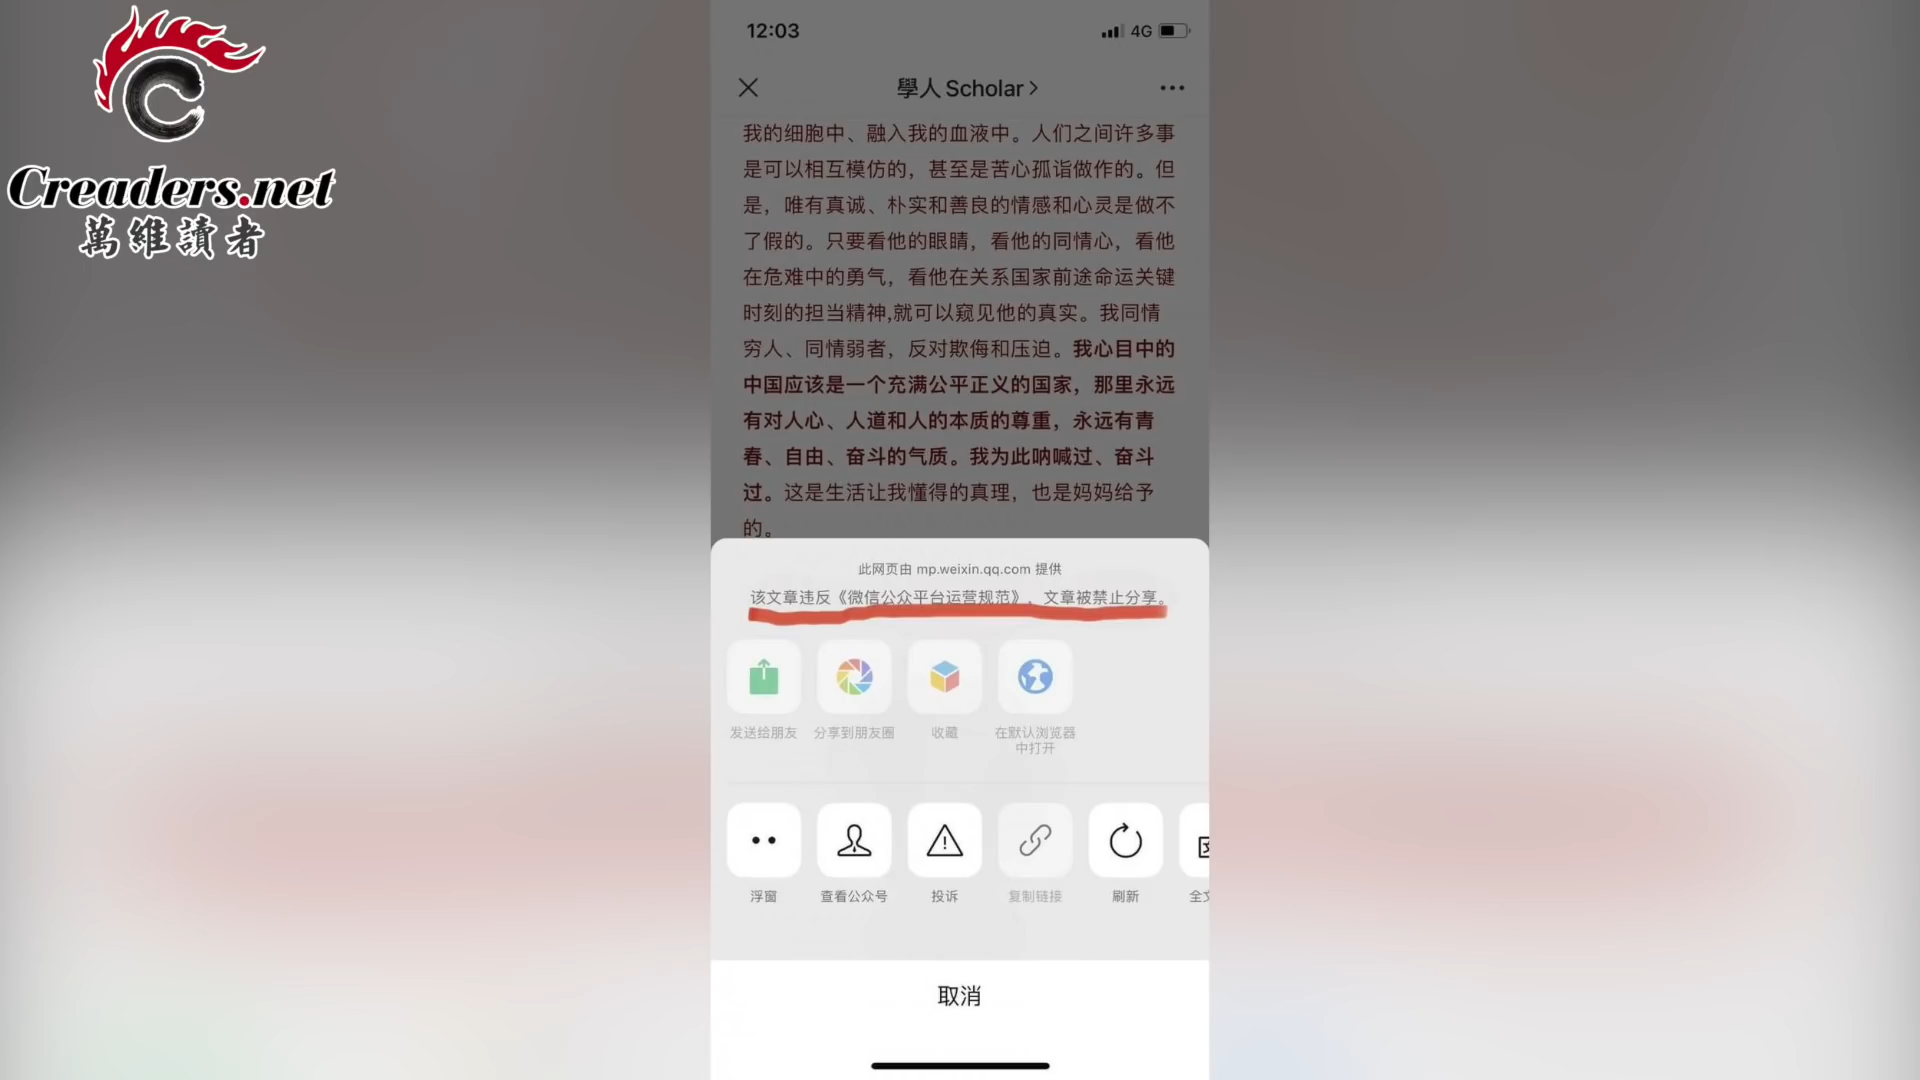 Creaders.net
萬維讀者
12:03
4G
學人Scholar
我的细胞中、融入我的血液中。人们之间许多事
是可以相互模仿的，甚至是苦心孤诣做作的。但
是，唯有真诚、朴实和善良的情感和心灵是做不
了假的。只要看他的眼睛，看他的同情心，看他
在危难中的勇气，看他在关系国家前途命运关键
时刻的担当精神,就可以窥见他的真实。我同情
穷人、同情弱者，反对欺侮和压迫。我心目中的
中国应该是一个充满公平正义的国家，那里永远
有对人心、人道和人的本质的尊重，永远有青
春、自由、奋斗的气质。我为此呐喊过、奋斗
过。这是生活让我懂得的真理，也是妈妈给予
的。
此网页由 mp.weixin.qq.com 提供
该文章违反《微信公众平台运营规范》，文章被禁止分享。
发送给朋友
分享到朋友圈
收藏
在默认浏览器
中打开
浮窗
查看公众号
投诉
复制链接
刷新
全文
取消